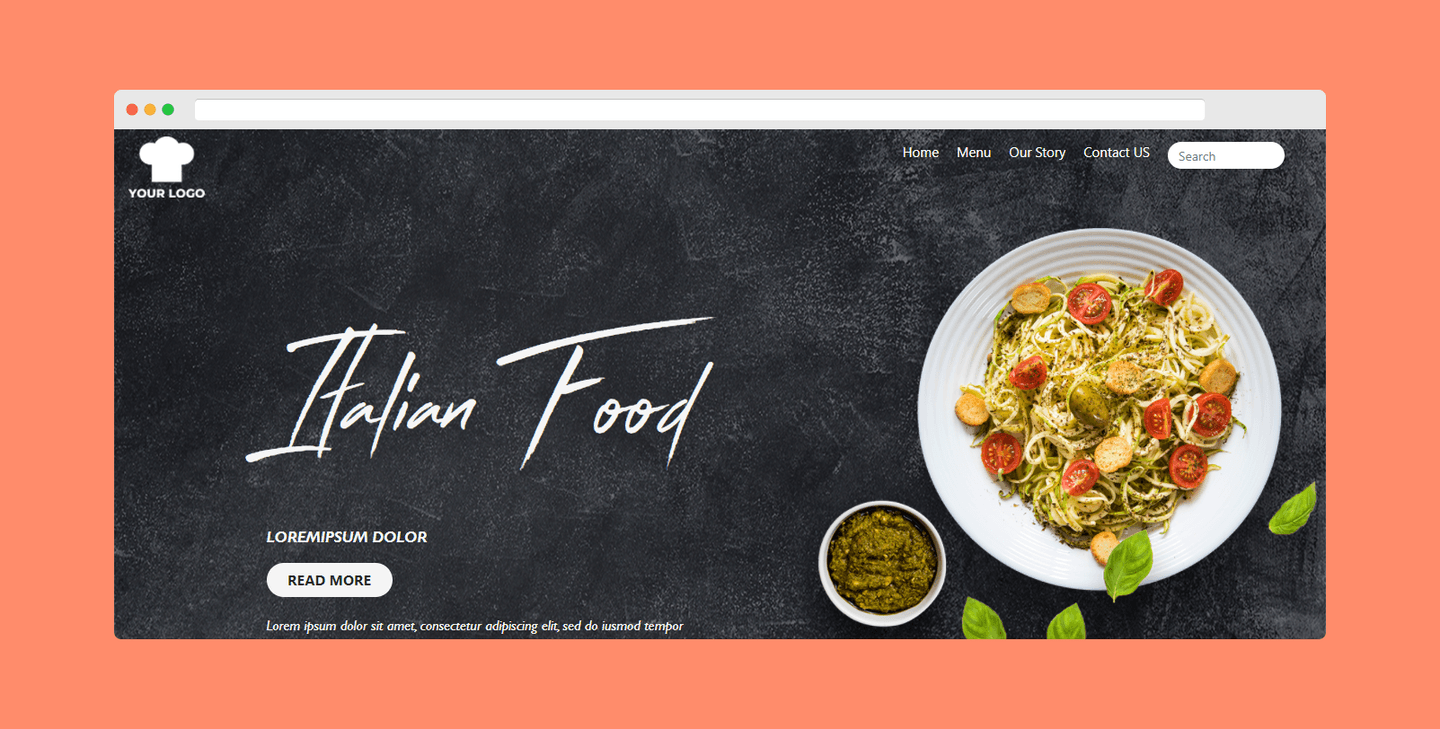 YOUR LOGO
Home Menu Our Story Contact US Search
Italian Food
LOREMIPSUM DOLOR
READ MORE
Lorem ipsum dolor sit amet, consectetur adipiscing elit, sed do iusmod tempor